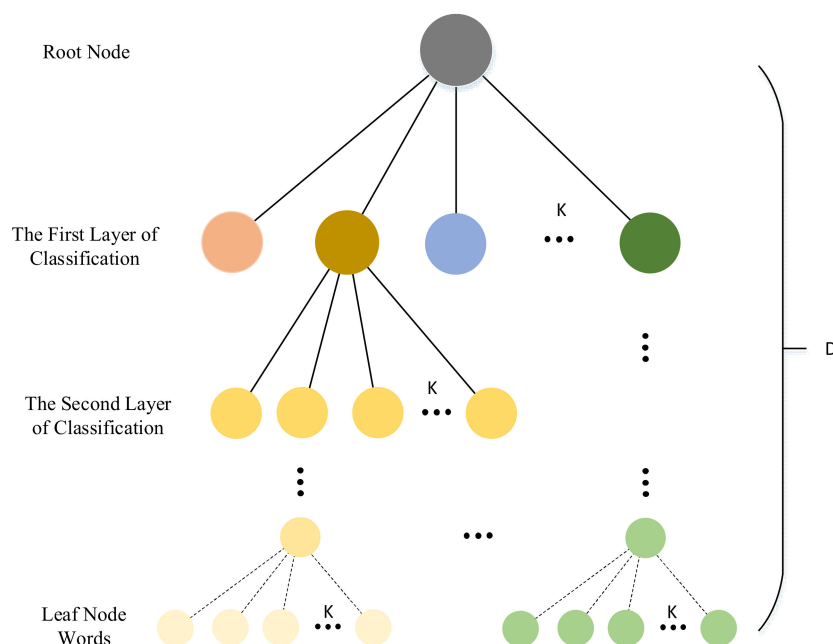 Root Node
K
The First Layer of
Classification
D
K
The Second Layer
of Classification
K
K
Leaf Node
Words